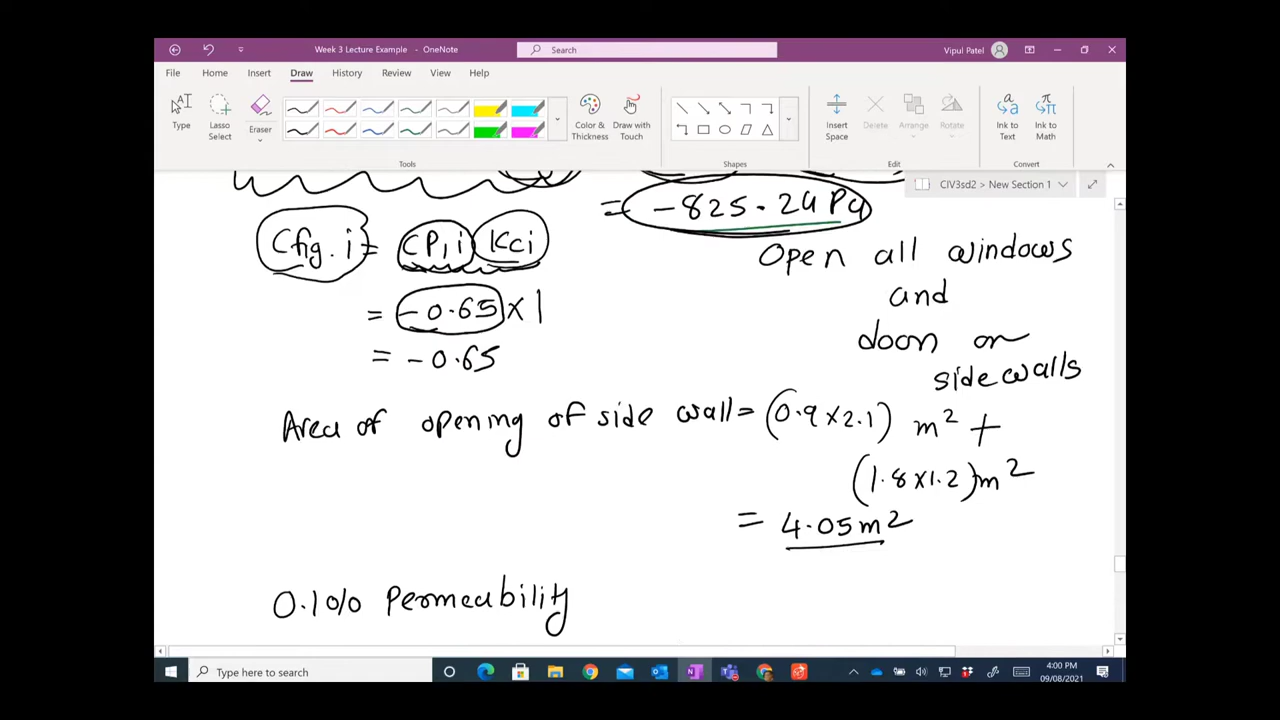 Week 3 Lecture Example - OneNote
Search
Vipul Patel
File Home Insert Draw History Review View Help
Type
Lasso Select
Eraser
Color & Thickness
Draw with Touch
Insert Space
Delete
Arrange
Rotate
Ink to Text
Ink to Math
Tools
Shapes
Edit
Convert
CIV3sd2 > New Section 1
= -825.24 Pa
Cfig.i = CP,i Kci
= -0.65 x 1
= -0.65
Open all windows
and
door on
side walls
Area of opening of side wall = (0.9 x 2.1) m² +
(1.8 x 1.2) m²
= 4.05 m²
0.1% Permeability
Type here to search
4:00 PM
09/08/2021